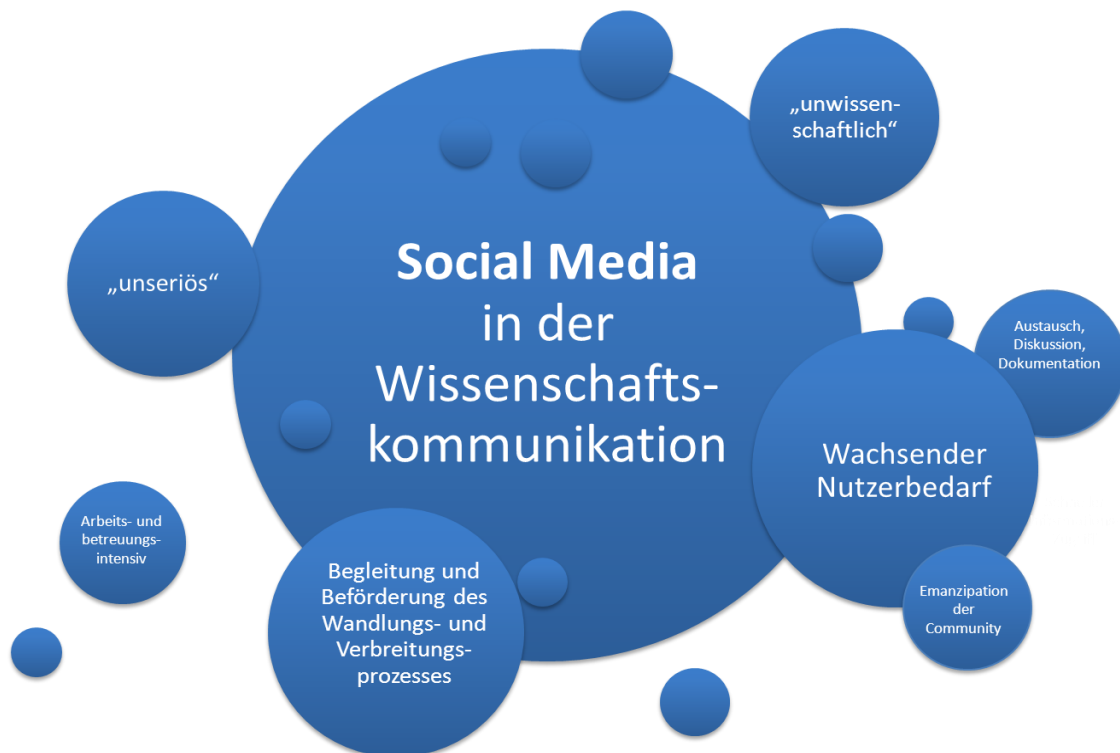 „unwissen-
schaftlich“
„unseriös“
Social Media
in der
Wissenschafts-
kommunikation
Austausch,
Diskussion,
Dokumentation
Wachsender
Nutzerbedarf
Arbeits- und
betreuungs-
intensiv
Begleitung und
Beförderung des
Wandlungs- und
Verbreitungs-
prozesses
Emanzipation
der
Community